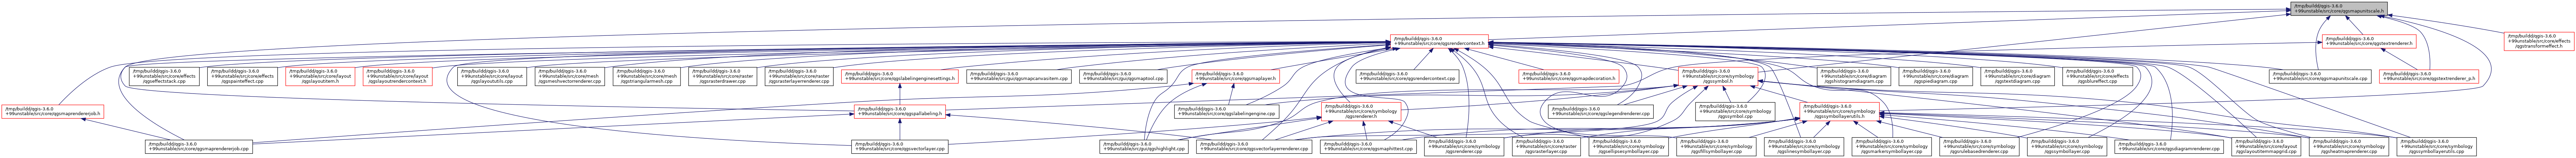 /tmp/buildd/qgis-3.6.0
+99unstable/src/core/qgsmapunitscale.h
/tmp/buildd/qgis-3.6.0
+99unstable/src/core/qgsrendercontext.h
/tmp/buildd/qgis-3.6.0
+99unstable/src/core/qgstextrenderer.h
/tmp/buildd/qgis-3.6.0
+99unstable/src/core/effects
/qgstransformeffect.h
/tmp/buildd/qgis-3.6.0
+99unstable/src/core/effects
/qgseffectstack.cpp
/tmp/buildd/qgis-3.6.0
+99unstable/src/core/effects
/qgspainteffect.cpp
/tmp/buildd/qgis-3.6.0
+99unstable/src/core/layout
/qgslayoutitem.h
/tmp/buildd/qgis-3.6.0
+99unstable/src/core/layout
/qgslayoutrendercontext.h
/tmp/buildd/qgis-3.6.0
+99unstable/src/core/layout
/qgslayoututils.cpp
/tmp/buildd/qgis-3.6.0
+99unstable/src/core/mesh
/qgsmeshvectorrenderer.cpp
/tmp/buildd/qgis-3.6.0
+99unstable/src/core/mesh
/qgstriangularmesh.cpp
/tmp/buildd/qgis-3.6.0
+99unstable/src/core/raster
/qgsrasterdrawer.cpp
/tmp/buildd/qgis-3.6.0
+99unstable/src/core/raster
/qgsrasterlayerrenderer.cpp
/tmp/buildd/qgis-3.6.0
+99unstable/src/core/qgslabelingenginesettings.h
/tmp/buildd/qgis-3.6.0
+99unstable/src/gui/qgsmapcanvasitem.cpp
/tmp/buildd/qgis-3.6.0
+99unstable/src/gui/qgsmaptool.cpp
/tmp/buildd/qgis-3.6.0
+99unstable/src/core/qgsmaplayer.h
/tmp/buildd/qgis-3.6.0
+99unstable/src/core/qgsrendercontext.cpp
/tmp/buildd/qgis-3.6.0
+99unstable/src/core/qgsmapdecoration.h
/tmp/buildd/qgis-3.6.0
+99unstable/src/core/symbology
/qgssymbol.h
/tmp/buildd/qgis-3.6.0
+99unstable/src/core/diagram
/qgshistogramdiagram.cpp
/tmp/buildd/qgis-3.6.0
+99unstable/src/core/diagram
/qgspiediagram.cpp
/tmp/buildd/qgis-3.6.0
+99unstable/src/core/diagram
/qgstextdiagram.cpp
/tmp/buildd/qgis-3.6.0
+99unstable/src/core/effects
/qgsblureffect.cpp
/tmp/buildd/qgis-3.6.0
+99unstable/src/core/qgsmapunitscale.cpp
/tmp/buildd/qgis-3.6.0
+99unstable/src/core/qgstextrenderer_p.h
/tmp/buildd/qgis-3.6.0
+99unstable/src/core/qgsmaprendererjob.h
/tmp/buildd/qgis-3.6.0
+99unstable/src/core/qgspallabeling.h
/tmp/buildd/qgis-3.6.0
+99unstable/src/core/qgslabelingengine.cpp
/tmp/buildd/qgis-3.6.0
+99unstable/src/core/symbology
/qgsrenderer.h
/tmp/buildd/qgis-3.6.0
+99unstable/src/core/qgslegendrenderer.cpp
/tmp/buildd/qgis-3.6.0
+99unstable/src/core/symbology
/qgssymbol.cpp
/tmp/buildd/qgis-3.6.0
+99unstable/src/core/symbology
/qgssymbollayerutils.h
/tmp/buildd/qgis-3.6.0
+99unstable/src/core/qgsmaprendererjob.cpp
/tmp/buildd/qgis-3.6.0
+99unstable/src/core/qgsvectorlayer.cpp
/tmp/buildd/qgis-3.6.0
+99unstable/src/gui/qgshighlight.cpp
/tmp/buildd/qgis-3.6.0
+99unstable/src/core/qgsvectorlayerrenderer.cpp
/tmp/buildd/qgis-3.6.0
+99unstable/src/core/qgsmaphittest.cpp
/tmp/buildd/qgis-3.6.0
+99unstable/src/core/symbology
/qgsrenderer.cpp
/tmp/buildd/qgis-3.6.0
+99unstable/src/core/raster
/qgsrasterlayer.cpp
/tmp/buildd/qgis-3.6.0
+99unstable/src/core/symbology
/qgsellipsesymbollayer.cpp
/tmp/buildd/qgis-3.6.0
+99unstable/src/core/symbology
/qgsfillsymbollayer.cpp
/tmp/buildd/qgis-3.6.0
+99unstable/src/core/symbology
/qgslinesymbollayer.cpp
/tmp/buildd/qgis-3.6.0
+99unstable/src/core/symbology
/qgsmarkersymbollayer.cpp
/tmp/buildd/qgis-3.6.0
+99unstable/src/core/symbology
/qgsrulebasedrenderer.cpp
/tmp/buildd/qgis-3.6.0
+99unstable/src/core/symbology
/qgssymbollayer.cpp
/tmp/buildd/qgis-3.6.0
+99unstable/src/core/qgsdiagramrenderer.cpp
/tmp/buildd/qgis-3.6.0
+99unstable/src/core/layout
/qgslayoutitemmapgrid.cpp
/tmp/buildd/qgis-3.6.0
+99unstable/src/core/symbology
/qgsheatmaprenderer.cpp
/tmp/buildd/qgis-3.6.0
+99unstable/src/core/symbology
/qgssymbollayerutils.cpp